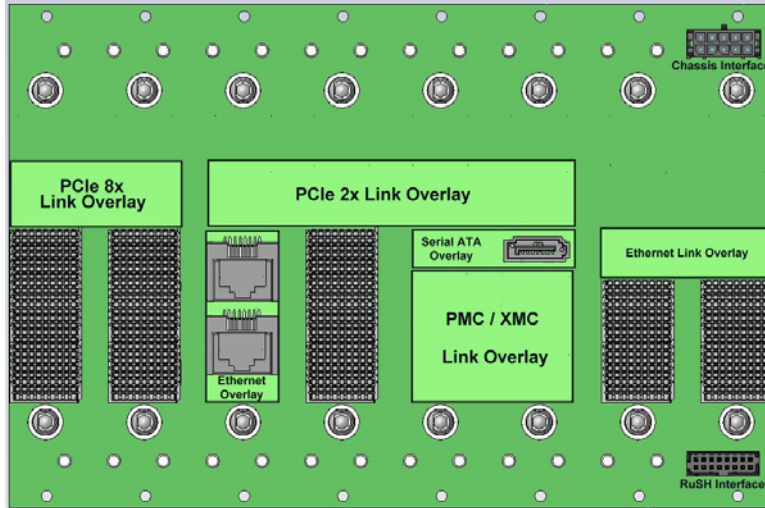 Chassis Interface
PCIe 8x
Link Overlay
PCIe 2x Link Overlay
Serial ATA
Overlay
Ethernet Link Overlay
PMC / XMC
Link Overlay
Ethernet
Overlay
RuSH Interface